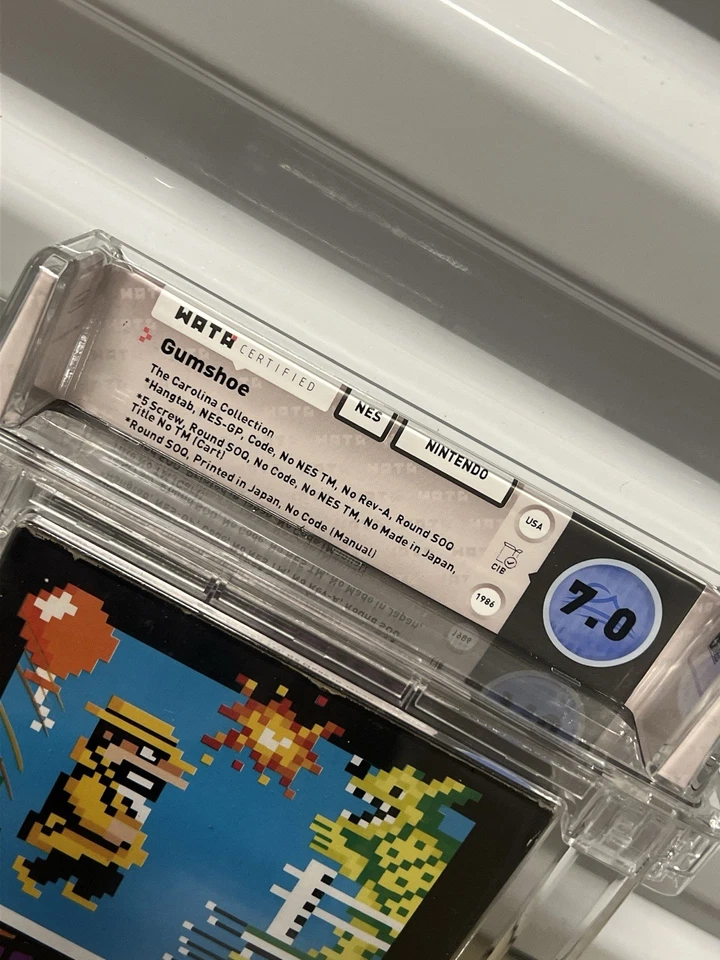 WATA CERTIFIED
NES
NINTENDO
Gumshoe
The Carolina Collection
*Hangtab, NES-GP, Code, No NES TM, No Rev-A, Round SOQ
*5 Screw, Round SOQ, No Code, No NES TM, No Made in Japan,
Title No TM (Cart)
*Round SOQ, Printed in Japan, No Code (Manual)
USA
CIB
1986
7.0